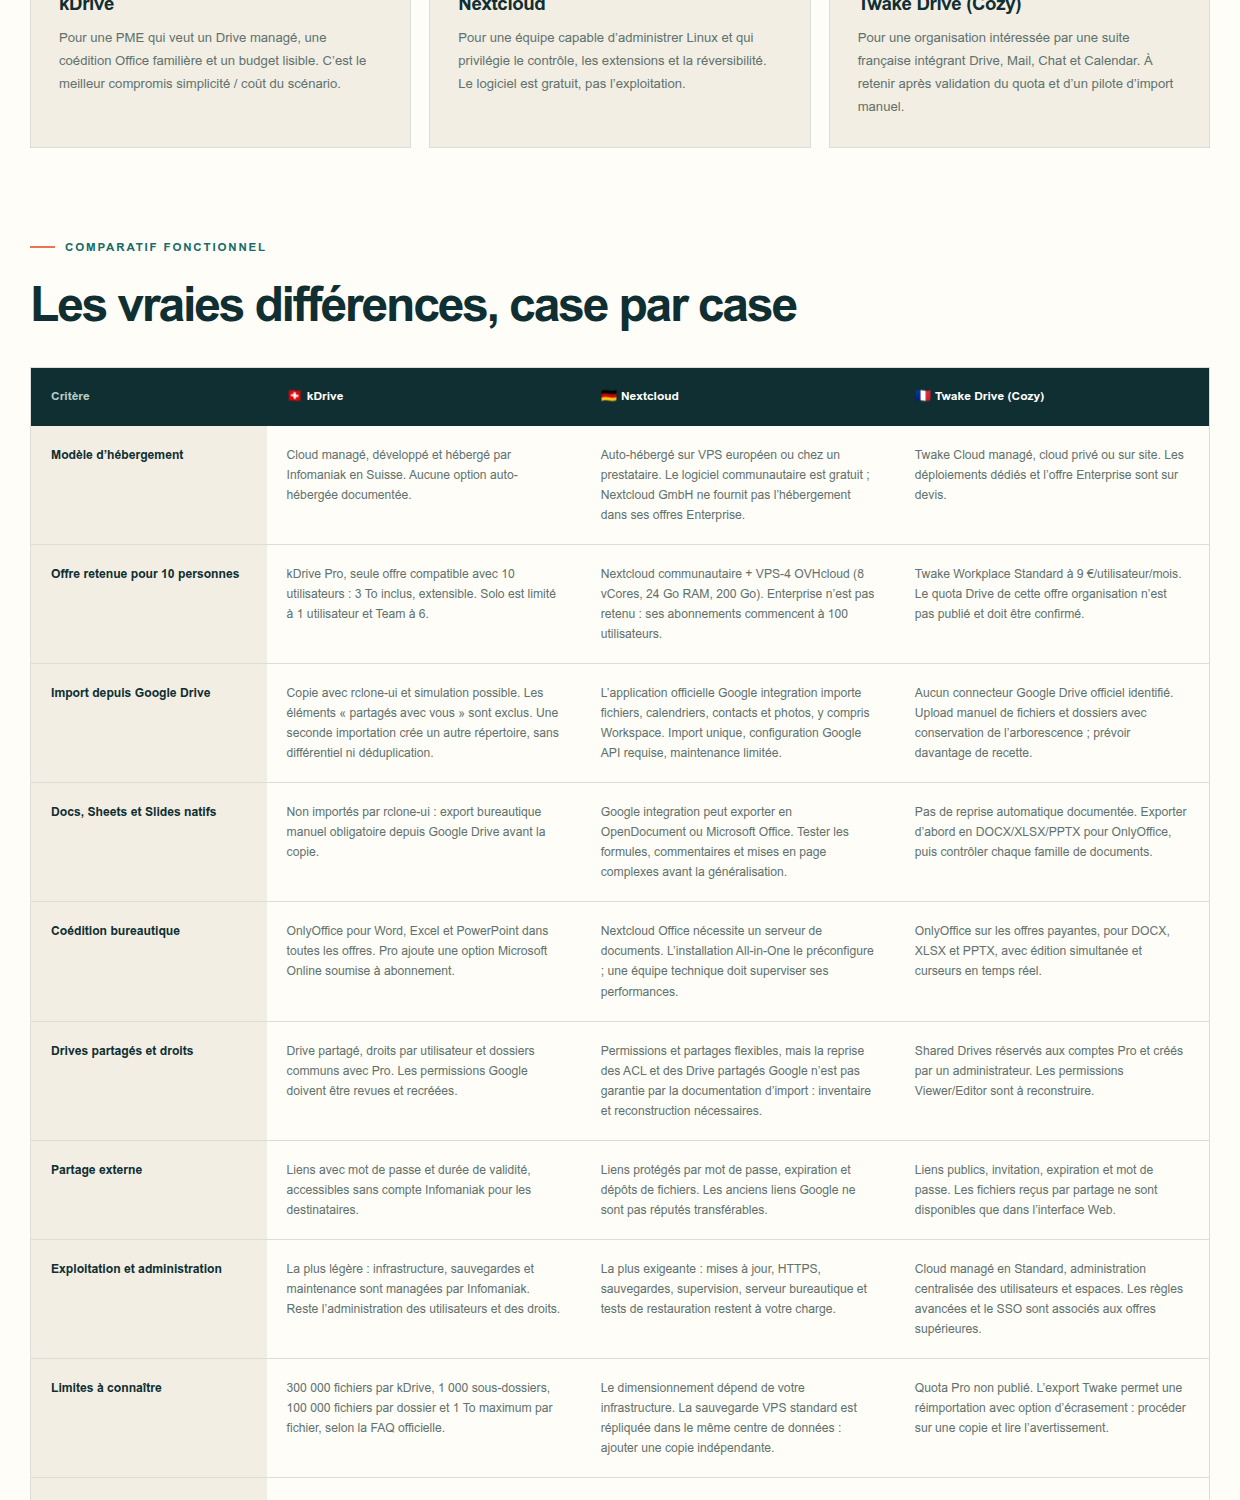 kDrive
Pour une PME qui veut un Drive managé, une
coédition Office familière et un budget lisible. C’est le
meilleur compromis simplicité / coût du scénario.
Nextcloud
Pour une équipe capable d’administrer Linux et qui
privilégie le contrôle, les extensions et la réversibilité.
Le logiciel est gratuit, pas l’exploitation.
Twake Drive (Cozy)
Pour une organisation intéressée par une suite
française intégrant Drive, Mail, Chat et Calendar. À
retenir après validation du quota et d’un pilote d’import
manuel.
COMPARATIF FONCTIONNEL
Les vraies différences, case par case
Critère
🇨🇭 kDrive
🇩🇪 Nextcloud
🇫🇷 Twake Drive (Cozy)
Modèle d’hébergement
Cloud managé, développé et hébergé par
Infomaniak en Suisse. Aucune option auto-
hébergée documentée.
Auto-hébergé sur VPS européen ou chez un
prestataire. Le logiciel communautaire est gratuit ;
Nextcloud GmbH ne fournit pas l’hébergement
dans ses offres Enterprise.
Twake Cloud managé, cloud privé ou sur site. Les
déploiements dédiés et l’offre Enterprise sont sur
devis.
Offre retenue pour 10 personnes
kDrive Pro, seule offre compatible avec 10
utilisateurs : 3 To inclus, extensible. Solo est limité
à 1 utilisateur et Team à 6.
Nextcloud communautaire + VPS-4 OVHcloud (8
vCores, 24 Go RAM, 200 Go). Enterprise n’est pas
retenu : ses abonnements commencent à 100
utilisateurs.
Twake Workplace Standard à 9 €/utilisateur/mois.
Le quota Drive de cette offre organisation n’est
pas publié et doit être confirmé.
Import depuis Google Drive
Copie avec rclone-ui et simulation possible. Les
éléments « partagés avec vous » sont exclus. Une
seconde importation crée un autre répertoire, sans
différentiel ni déduplication.
L’application officielle Google integration importe
fichiers, calendriers, contacts et photos, y compris
Workspace. Import unique, configuration Google
API requise, maintenance limitée.
Aucun connecteur Google Drive officiel identifié.
Upload manuel de fichiers et dossiers avec
conservation de l’arborescence ; prévoir
davantage de recette.
Docs, Sheets et Slides natifs
Non importés par rclone-ui : export bureautique
manuel obligatoire depuis Google Drive avant la
copie.
Google integration peut exporter en
OpenDocument ou Microsoft Office. Tester les
formules, commentaires et mises en page
complexes avant la généralisation.
Pas de reprise automatique documentée. Exporter
d’abord en DOCX/XLSX/PPTX pour OnlyOffice,
puis contrôler chaque famille de documents.
Coédition bureautique
OnlyOffice pour Word, Excel et PowerPoint dans
toutes les offres. Pro ajoute une option Microsoft
Online soumise à abonnement.
Nextcloud Office nécessite un serveur de
documents. L’installation All-in-One le préconfigure
; une équipe technique doit superviser ses
performances.
OnlyOffice sur les offres payantes, pour DOCX,
XLSX et PPTX, avec édition simultanée et
curseurs en temps réel.
Drives partagés et droits
Drive partagé, droits par utilisateur et dossiers
communs avec Pro. Les permissions Google
doivent être revues et recréées.
Permissions et partages flexibles, mais la reprise
des ACL et des Drive partagés Google n’est pas
garantie par la documentation d’import : inventaire
et reconstruction nécessaires.
Shared Drives réservés aux comptes Pro et créés
par un administrateur. Les permissions
Viewer/Editor sont à reconstruire.
Partage externe
Liens avec mot de passe et durée de validité,
accessibles sans compte Infomaniak pour les
destinataires.
Liens protégés par mot de passe, expiration et
dépôts de fichiers. Les anciens liens Google ne
sont pas réputés transférables.
Liens publics, invitation, expiration et mot de
passe. Les fichiers reçus par partage ne sont
disponibles que dans l’interface Web.
Exploitation et administration
La plus légère : infrastructure, sauvegardes et
maintenance sont managées par Infomaniak.
Reste l’administration des utilisateurs et des droits.
La plus exigeante : mises à jour, HTTPS,
sauvegardes, supervision, serveur bureautique et
tests de restauration restent à votre charge.
Cloud managé en Standard, administration
centralisée des utilisateurs et espaces. Les règles
avancées et le SSO sont associés aux offres
supérieures.
Limites à connaître
300 000 fichiers par kDrive, 1 000 sous-dossiers,
100 000 fichiers par dossier et 1 To maximum par
fichier, selon la FAQ officielle.
Le dimensionnement dépend de votre
infrastructure. La sauvegarde VPS standard est
répliquée dans le même centre de données :
ajouter une copie indépendante.
Quota Pro non publié. L’export Twake permet une
réimportation avec option d’écrasement : procéder
sur une copie et lire l’avertissement.